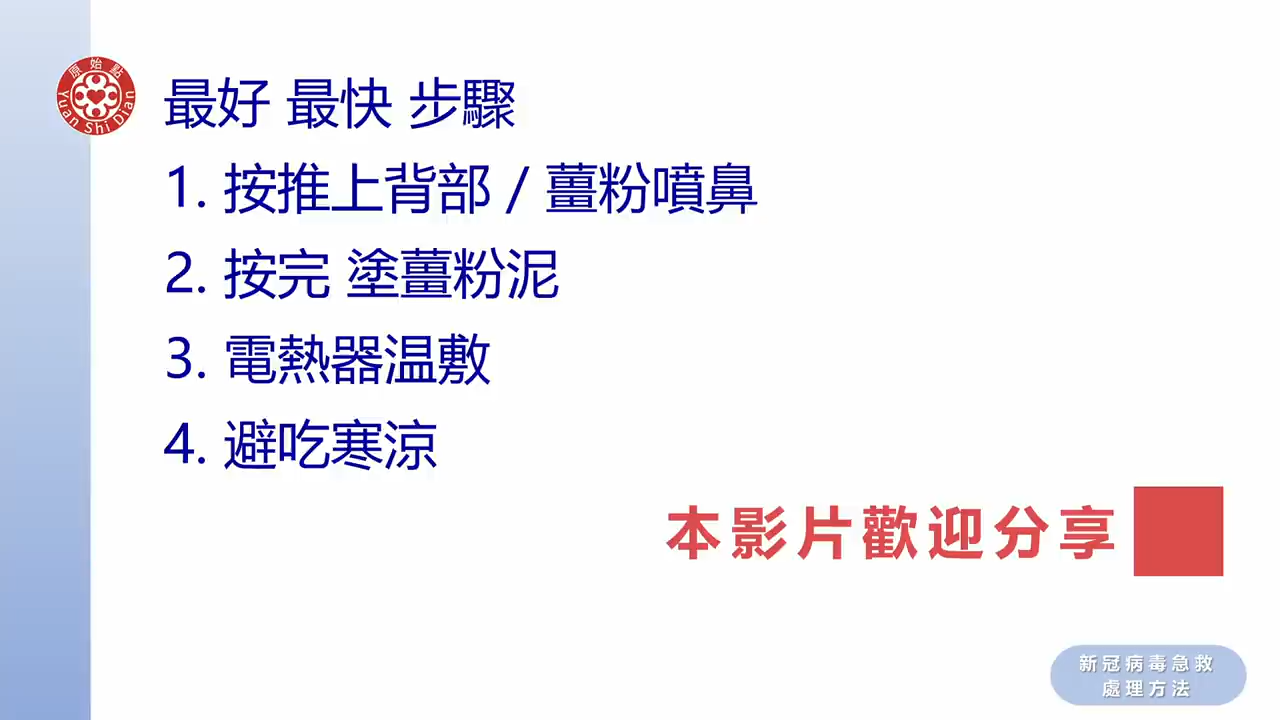 原始點
Yuan Shi Dian
最好 最快 步驟
1. 按推上背部 / 薑粉噴鼻
2. 按完 塗薑粉泥
3. 電熱器温敷
4. 避吃寒涼
本影片歡迎分享
新冠病毒急救
處理方法